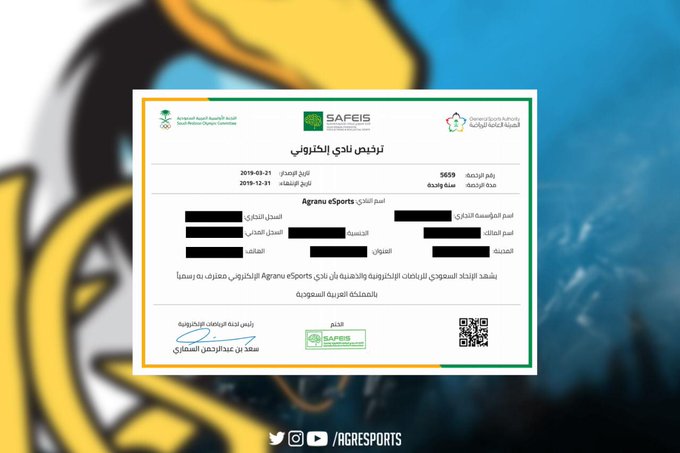 اللجنة الأولمبية العربية السعودية
Saudi National Olympic Committee
SAFEIS
General Sports Authority
الهيئة العامة للرياضة
ترخيص نادي إلكتروني
رقم الرخصة: 5659
تاريخ الإصدار: 2019-03-21
مدة الرخصة: سنة واحدة
تاريخ الإنتهاء: 2019-12-31
اسم النادي: Agranu eSports
اسم المؤسسة التجاري:
السجل التجاري:
اسم المالك:
الجنسية:
السجل المدني:
المدينة:
العنوان:
الهاتف:
يشهد الإتحاد السعودي للرياضات الإلكترونية والذهنية بأن نادي Agranu eSports الإلكتروني معترف به رسمياً
بالمملكة العربية السعودية
الختم
رئيس لجنة الرياضات الإلكترونية
SAFEIS
سعد بن عبدالرحمن السماري
/AGRESPORTS